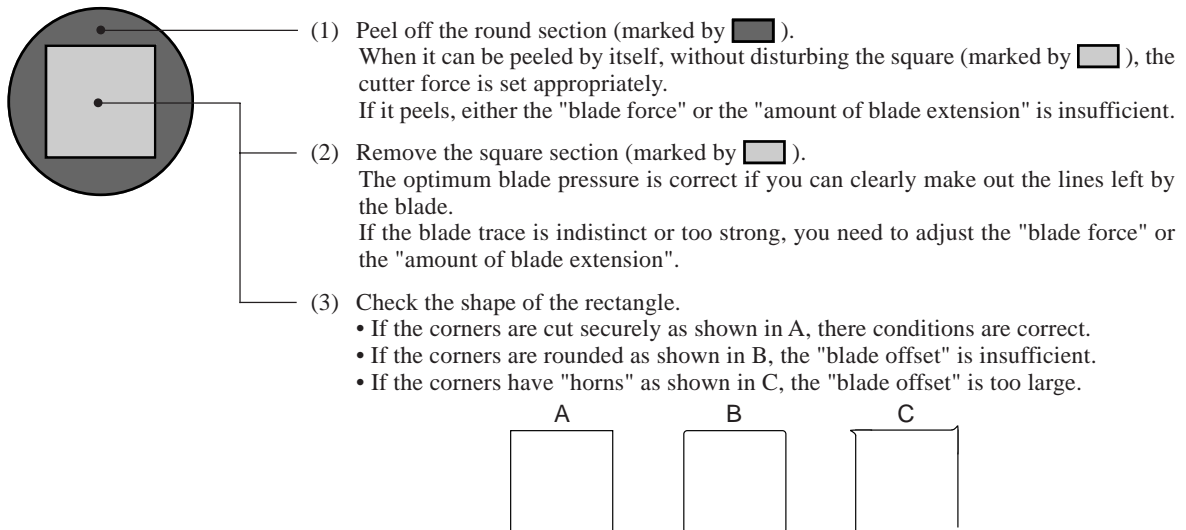 (1) Peel off the round section (marked by ).
When it can be peeled by itself, without disturbing the square (marked by ), the
cutter force is set appropriately.
If it peels, either the "blade force" or the "amount of blade extension" is insufficient.
(2) Remove the square section (marked by ).
The optimum blade pressure is correct if you can clearly make out the lines left by
the blade.
If the blade trace is indistinct or too strong, you need to adjust the "blade force" or
the "amount of blade extension".
(3) Check the shape of the rectangle.
• If the corners are cut securely as shown in A, there conditions are correct.
• If the corners are rounded as shown in B, the "blade offset" is insufficient.
• If the corners have "horns" as shown in C, the "blade offset" is too large.
A B C